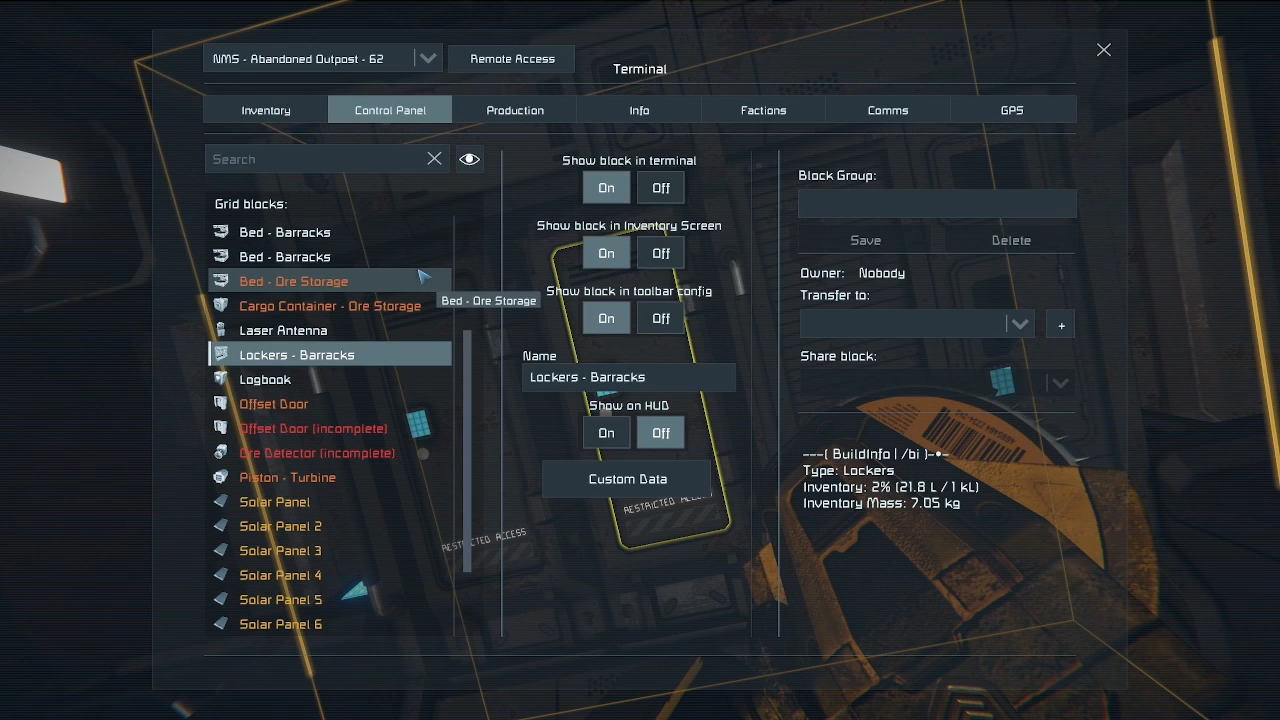 NMS - Abandoned Outpost - 62
Remote Access
Terminal
Inventory
Control Panel
Production
Info
Factions
Comms
GPS
Search
Grid blocks:
Bed - Barracks
Bed - Barracks
Bed - Ore Storage
Cargo Container - Ore Storage
Bed - Ore Storage
Laser Antenna
Lockers - Barracks
Logbook
Offset Door
Offset Door (incomplete)
Ore Detector (incomplete)
Piston - Turbine
Solar Panel
Solar Panel 2
Solar Panel 3
Solar Panel 4
Solar Panel 5
Solar Panel 6
Show block in terminal
On Off
Show block in Inventory Screen
On Off
Show block in toolbar config
On Off
Name
Lockers - Barracks
Show on HUD
On Off
Custom Data
RESTRICTED ACCESS
RESTRICTED ACCESS
Block Group:
Save Delete
Owner: Nobody
Transfer to:
+
Share block:
---( BuildInfo | /bi )-•-
Type: Lockers
Inventory: 2% (21.8 L / 1 kL)
Inventory Mass: 7.05 kg